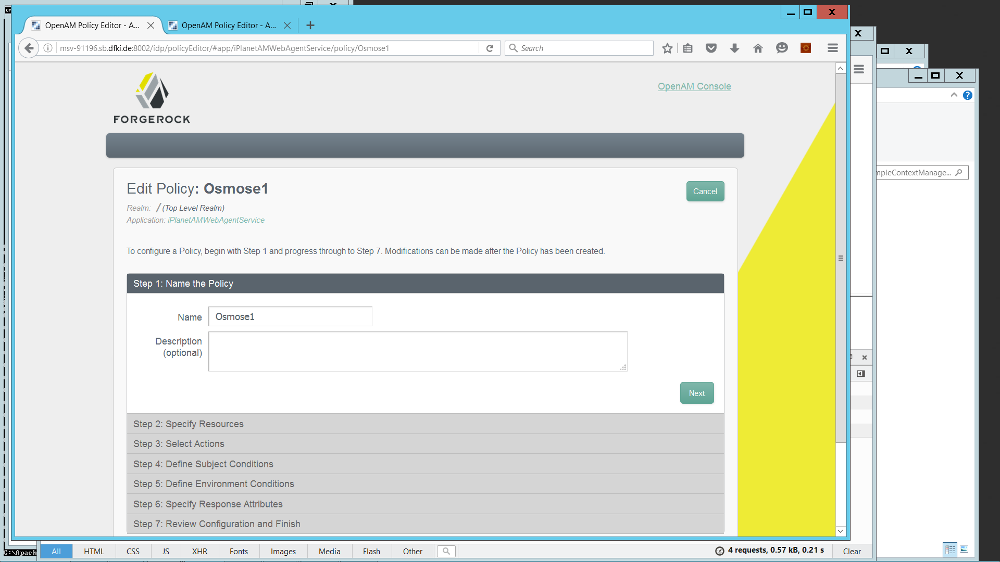 OpenAM Policy Editor - A...
OpenAM Policy Editor - A...
msv-91196.sb.dfki.de:8002/idp/policyEditor/#app/iPlanetAMWebAgentService/policy/Osmose1
Search
OpenAM Console
FORGEROCK
mpleContextManage...
Edit Policy: Osmose1
Cancel
Realm: /(Top Level Realm)
Application: iPlanetAMWebAgentService
To configure a Policy, begin with Step 1 and progress through to Step 7. Modifications can be made after the Policy has been created.
Step 1: Name the Policy
Name
Osmose1
Description
(optional)
Next
Step 2: Specify Resources
Step 3: Select Actions
Step 4: Define Subject Conditions
Step 5: Define Environment Conditions
Step 6: Specify Response Attributes
Step 7: Review Configuration and Finish
C:\Apach
All HTML CSS JS XHR Fonts Images Media Flash Other 4 requests, 0.57 kB, 0.21 s Clear